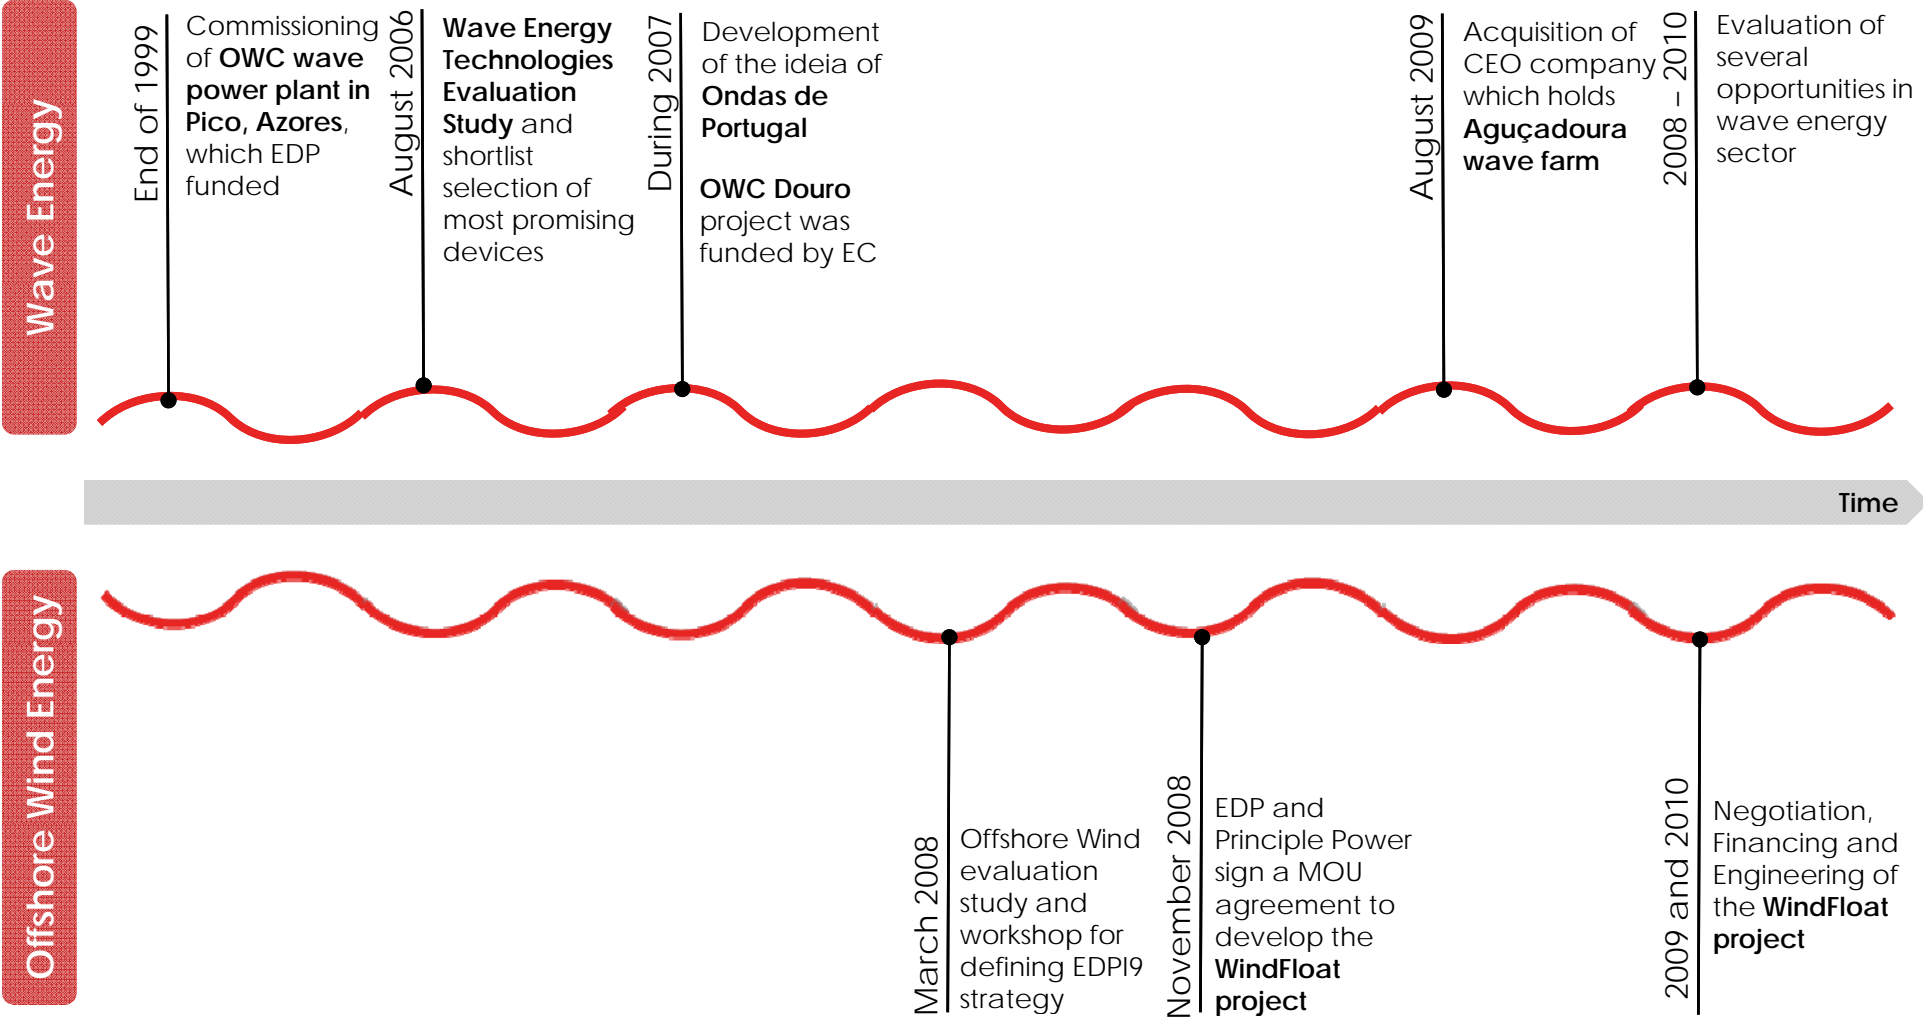 Wave Energy
End of 1999
Commissioning
of OWC wave
power plant in
Pico, Azores,
which EDP
funded
August 2006
Wave Energy
Technologies
Evaluation
Study and
shortlist
selection of
most promising
devices
During 2007
Development
of the ideia of
Ondas de
Portugal
OWC Douro
project was
funded by EC
August 2009
Acquisition of
CEO company
which holds
Aguçadoura
wave farm
2008 – 2010
Evaluation of
several
opportunities in
wave energy
sector
Time
Offshore Wind Energy
March 2008
Offshore Wind
evaluation
study and
workshop for
defining EDPI9
strategy
November 2008
EDP and
Principle Power
sign a MOU
agreement to
develop the
WindFloat
project
2009 and 2010
Negotiation,
Financing and
Engineering of
the WindFloat
project